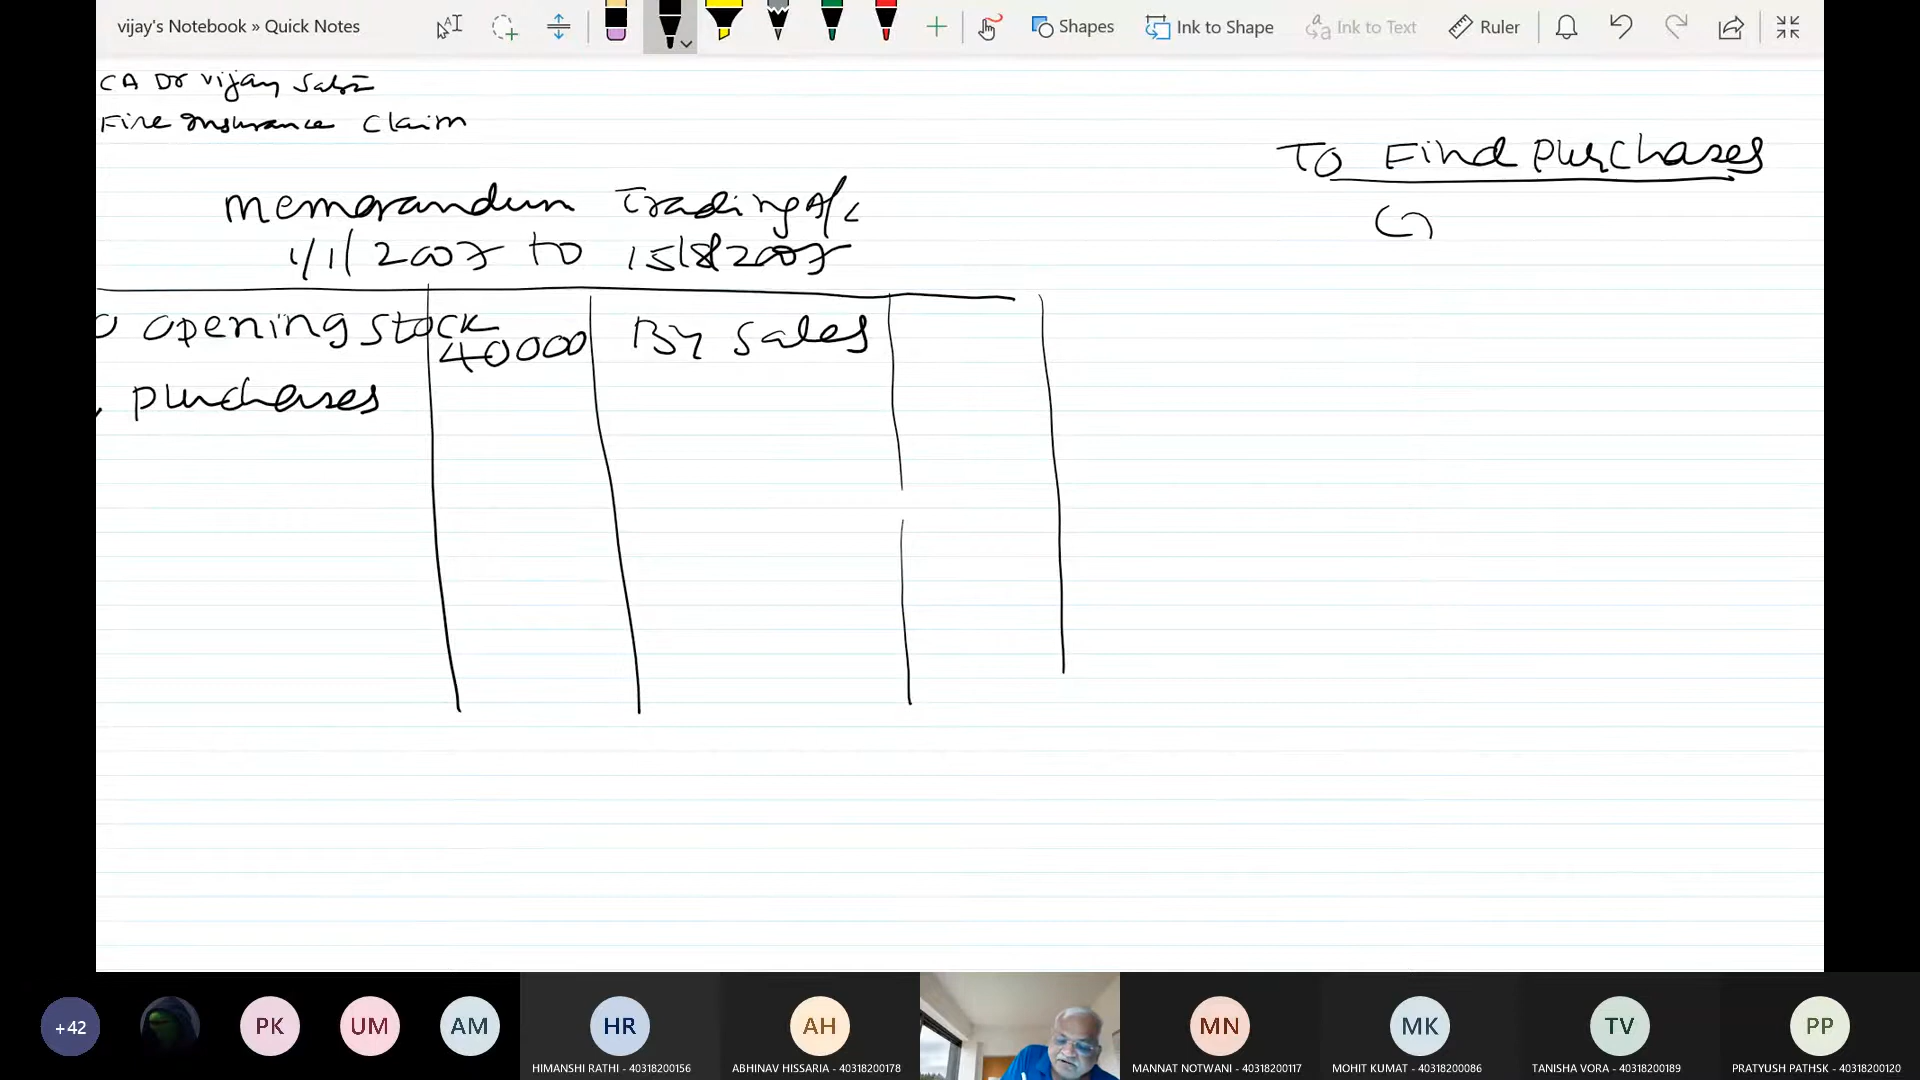 vijay's Notebook » Quick Notes
Shapes
Ink to Shape
Ink to Text
Ruler
CA Dr Vijay
Fire Insurance Claim
To Find Purchases
Memorandum Trading A/c
1/1/2007 to 15/8/2007
o opening stock 40000 By Sales
purchases
+42
PK
UM
AM
HR
HIMANSHI RATHI - 40318200156
AH
ABHINAV HISSARIA - 40318200178
MN
MANNAT NOTWANI - 40318200117
MK
MOHIT KUMAT - 40318200086
TV
TANISHA VORA - 40318200189
PP
PRATYUSH PATHSK - 40318200120